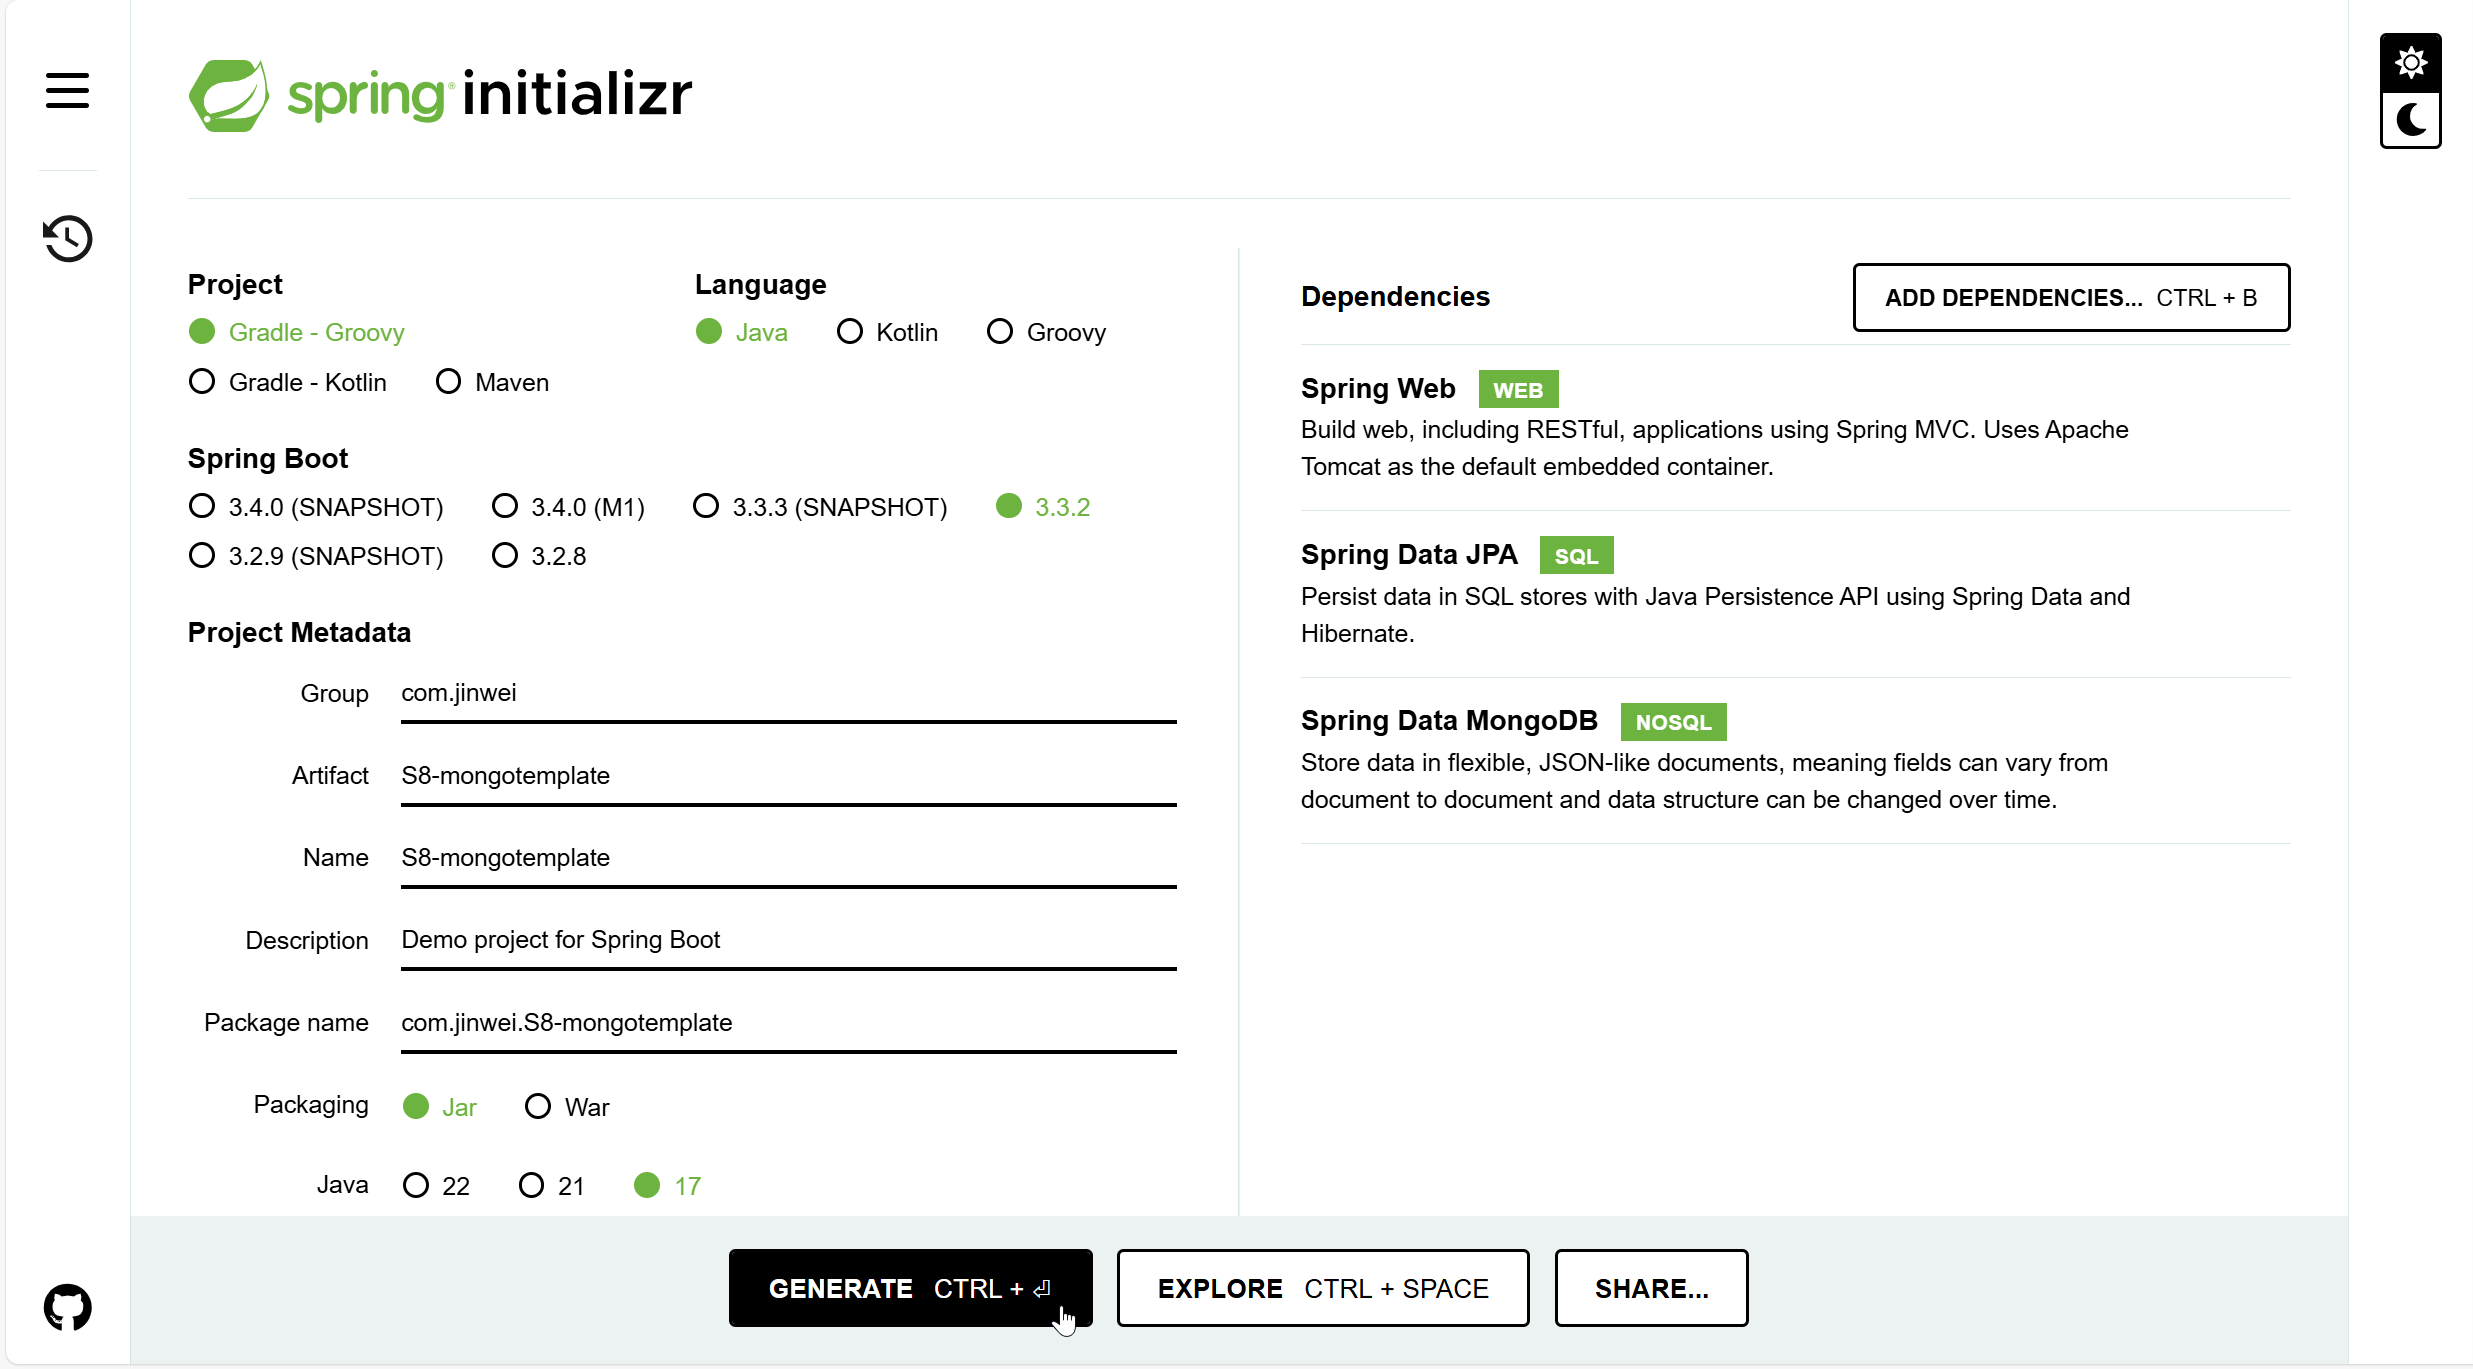 spring initializr
Project
Gradle - Groovy
Gradle - Kotlin Maven
Language
Java Kotlin Groovy
Spring Boot
3.4.0 (SNAPSHOT) 3.4.0 (M1) 3.3.3 (SNAPSHOT) 3.3.2
3.2.9 (SNAPSHOT) 3.2.8
Project Metadata
Group com.jinwei
Artifact S8-mongotemplate
Name S8-mongotemplate
Description Demo project for Spring Boot
Package name com.jinwei.S8-mongotemplate
Packaging Jar War
Java 22 21 17
Dependencies ADD DEPENDENCIES... CTRL + B
Spring Web WEB
Build web, including RESTful, applications using Spring MVC. Uses Apache
Tomcat as the default embedded container.
Spring Data JPA SQL
Persist data in SQL stores with Java Persistence API using Spring Data and
Hibernate.
Spring Data MongoDB NOSQL
Store data in flexible, JSON-like documents, meaning fields can vary from
document to document and data structure can be changed over time.
GENERATE CTRL + ⏎ EXPLORE CTRL + SPACE SHARE...